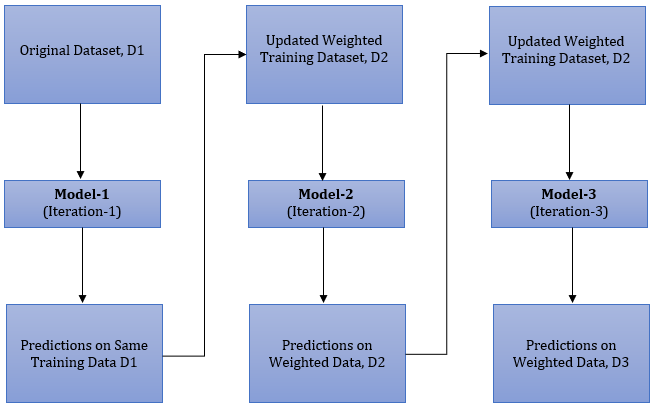 Original Dataset, D1
Updated Weighted
Training Dataset, D2
Updated Weighted
Training Dataset, D2
Model-1
(Iteration-1)
Model-2
(Iteration-2)
Model-3
(Iteration-3)
Predictions on Same
Training Data D1
Predictions on
Weighted Data, D2
Predictions on
Weighted Data, D3